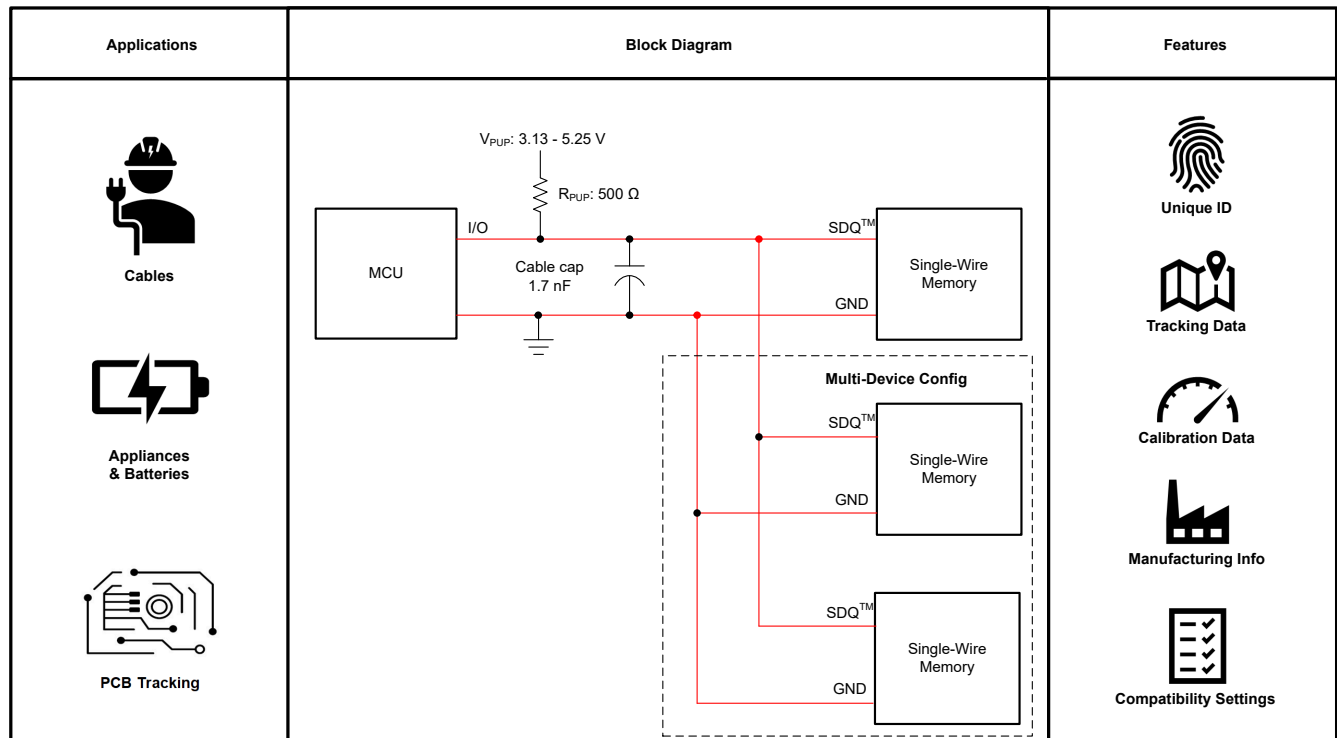 Applications
Block Diagram
Features
Cables
Appliances
& Batteries
PCB Tracking
VPUP: 3.13 - 5.25 V
RPUP: 500 Ω
I/O
MCU
Cable cap
1.7 nF
SDQTM
GND
Single-Wire
Memory
Multi-Device Config
SDQTM
GND
Single-Wire
Memory
SDQTM
GND
Single-Wire
Memory
Unique ID
Tracking Data
Calibration Data
Manufacturing Info
Compatibility Settings